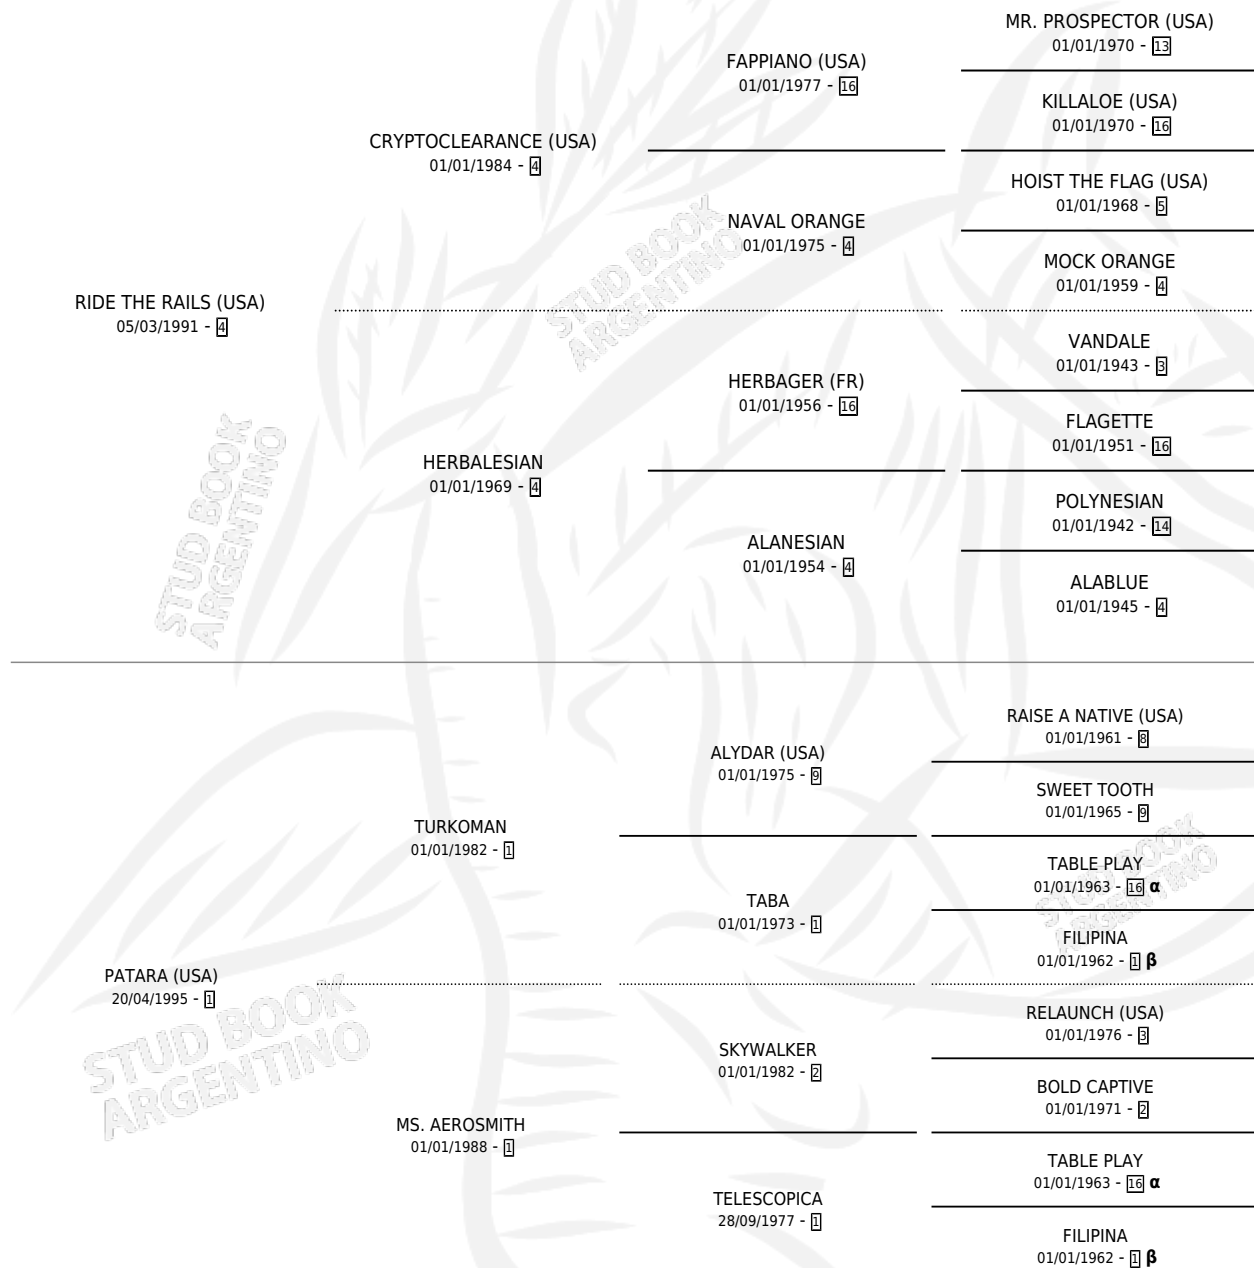 MR. PROSPECTOR (USA)
01/01/1970 - 13
FAPPIANO (USA)
01/01/1977 - 16
KILLALOE (USA)
01/01/1970 - 16
CRYPTOCLEARANCE (USA)
01/01/1984 - 4
HOIST THE FLAG (USA)
01/01/1968 - 5
NAVAL ORANGE
01/01/1975 - 4
MOCK ORANGE
01/01/1959 - 4
RIDE THE RAILS (USA)
05/03/1991 - 4
VANDALE
01/01/1943 - 3
HERBAGER (FR)
01/01/1956 - 16
FLAGETTE
01/01/1951 - 16
HERBALESIAN
01/01/1969 - 4
POLYNESIAN
01/01/1942 - 14
ALANESIAN
01/01/1954 - 4
ALABLUE
01/01/1945 - 4
RAISE A NATIVE (USA)
01/01/1961 - 8
ALYDAR (USA)
01/01/1975 - 9
SWEET TOOTH
01/01/1965 - 9
TURKOMAN
01/01/1982 - 1
TABLE PLAY
01/01/1963 - 16 α
TABA
01/01/1973 - 1
FILIPINA
01/01/1962 - 1 β
PATARA (USA)
20/04/1995 - 1
RELAUNCH (USA)
01/01/1976 - 3
SKYWALKER
01/01/1982 - 2
BOLD CAPTIVE
01/01/1971 - 2
MS. AEROSMITH
01/01/1988 - 1
TABLE PLAY
01/01/1963 - 16 α
TELESCOPICA
28/09/1977 - 1
FILIPINA
01/01/1962 - 1 β
STUD BOOK
ARGENTINO
STUD BOOK
ARGENTINO
STUD BOOK
ARGENTINO
STUD BOOK
ARGENTINO